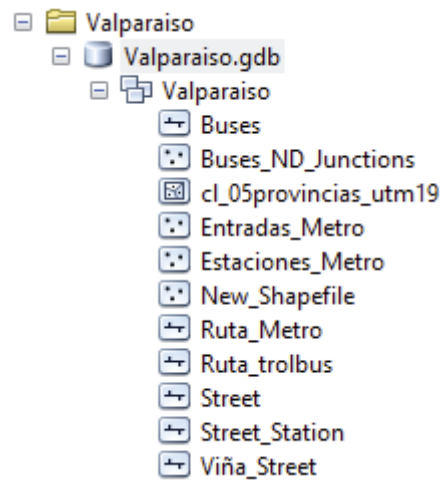 Valparaiso
Valparaiso.gdb
Valparaiso
Buses
Buses_ND_Junctions
cl_05provincias_utm19
Entradas_Metro
Estaciones_Metro
New_Shapefile
Ruta_Metro
Ruta_trolbus
Street
Street_Station
Viña_Street